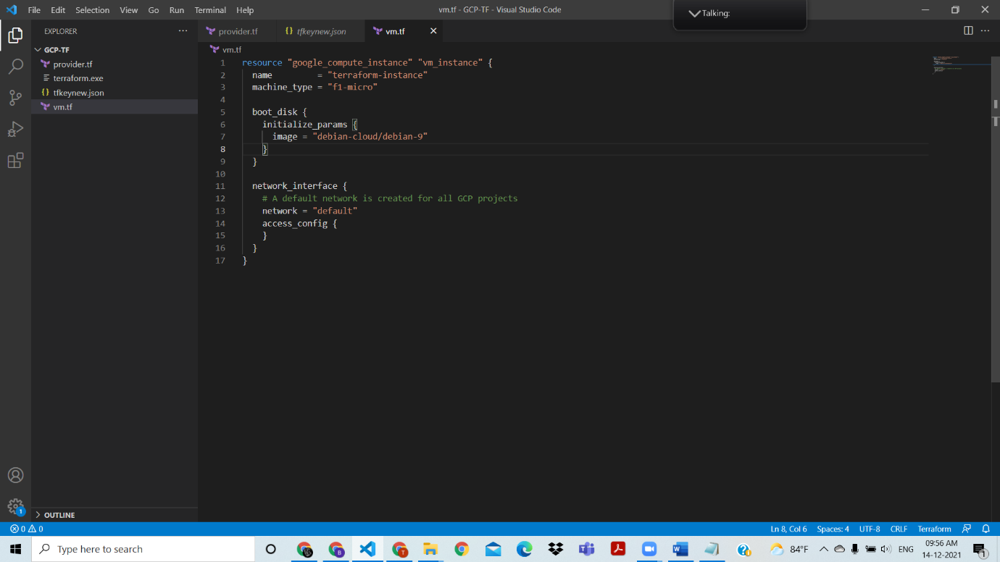 File Edit Selection View Go Run Terminal Help
vm.tf - GCP-TF - Visual Studio Code
Talking:
EXPLORER
provider.tf
{} tfkeynew.json
vm.tf
GCP-TF
provider.tf
terraform.exe
{} tfkeynew.json
vm.tf
vm.tf
1 resource "google_compute_instance" "vm_instance" {
2 name = "terraform-instance"
3 machine_type = "f1-micro"
4
5 boot_disk {
6 initialize_params {
7 image = "debian-cloud/debian-9"
8 }
9 }
10
11 network_interface {
12 # A default network is created for all GCP projects
13 network = "default"
14 access_config {
15 }
16 }
17 }
1
OUTLINE
0 0
Ln 8, Col 6 Spaces: 4 UTF-8 CRLF Terraform
Type here to search
84°F
ENG
09:56 AM
14-12-2021
1